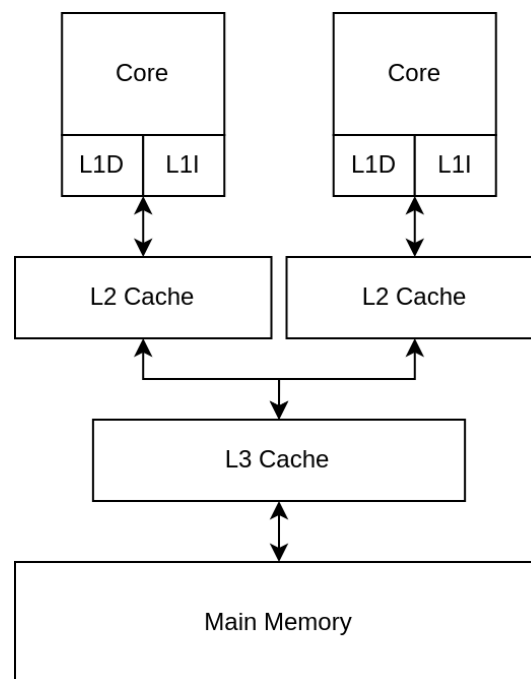 Core
Core
L1D
L1I
L1D
L1I
L2 Cache
L2 Cache
L3 Cache
Main Memory